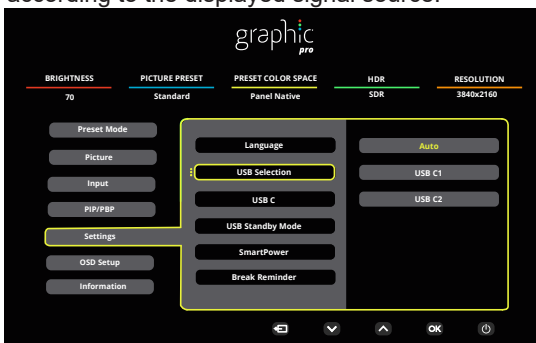 according to the displayed signal source.
graphic
pro
BRIGHTNESS PICTURE PRESET PRESET COLOR SPACE HDR RESOLUTION
70 Standard Panel Native SDR 3840x2160
Preset Mode
Picture
Input
PIP/PBP
Settings
OSD Setup
Information
Language
USB Selection
USB C
USB Standby Mode
SmartPower
Break Reminder
Auto
USB C1
USB C2
OK